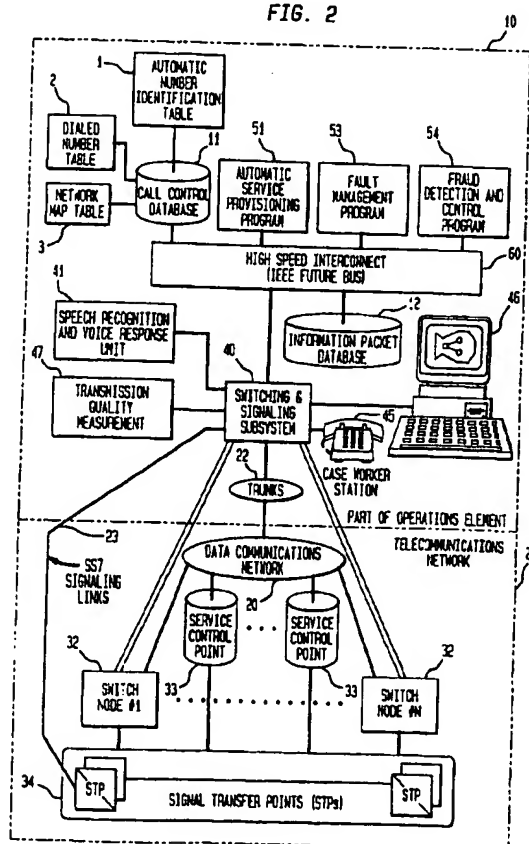 FIG. 2
10
1
AUTOMATIC
NUMBER
IDENTIFICATION
TABLE
2
DIALED
NUMBER
TABLE
11
CALL CONTROL
DATABASE
NETWORK
MAP TABLE
3
51
AUTOMATIC
SERVICE
PROVISIONING
PROGRAM
53
FAULT
MANAGEMENT
PROGRAM
54
FRAUD
DETECTION AND
CONTROL
PROGRAM
HIGH SPEED INTERCONNECT
(IEEE FUTURE BUS)
60
41
SPEECH RECOGNITION
AND VOICE RESPONSE
UNIT
12
INFORMATION PACKET
DATABASE
46
47
TRANSMISSION
QUALITY
MEASUREMENT
40
SWITCHING &
SIGNALING
SUBSYSTEM
45
CASE WORKER
STATION
22
TRUNKS
PART OF OPERATIONS ELEMENT
TELECOMMUNICATIONS
NETWORK
23
SS7
SIGNALING
LINKS
DATA COMMUNICATIONS
NETWORK
20
SERVICE
CONTROL
POINT
SERVICE
CONTROL
POINT
33
33
32
SWITCH
NODE #1
32
SWITCH
NODE #N
34
STP
SIGNAL TRANSFER POINTS (STPs)
STP